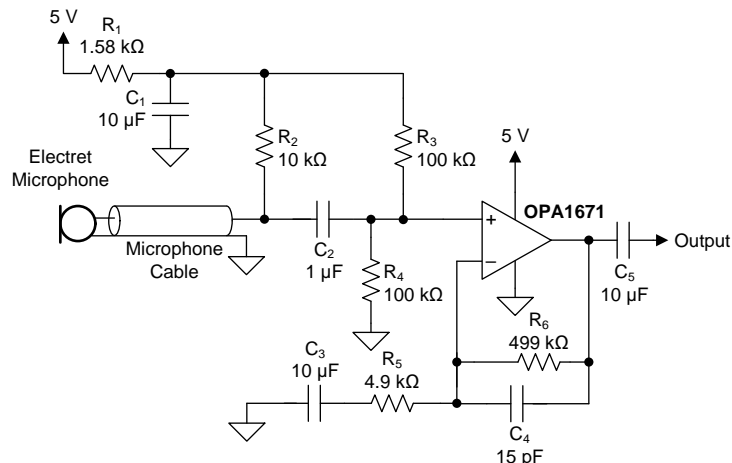 5 V
R1
1.58 kΩ
C1
10 µF
R2
10 kΩ
R3
100 kΩ
5 V
Electret
Microphone
OPA1671
+
−
Output
Microphone
Cable
C2
1 µF
R4
100 kΩ
C5
10 µF
R6
499 kΩ
C3
10 µF
R5
4.9 kΩ
C4
15 pF